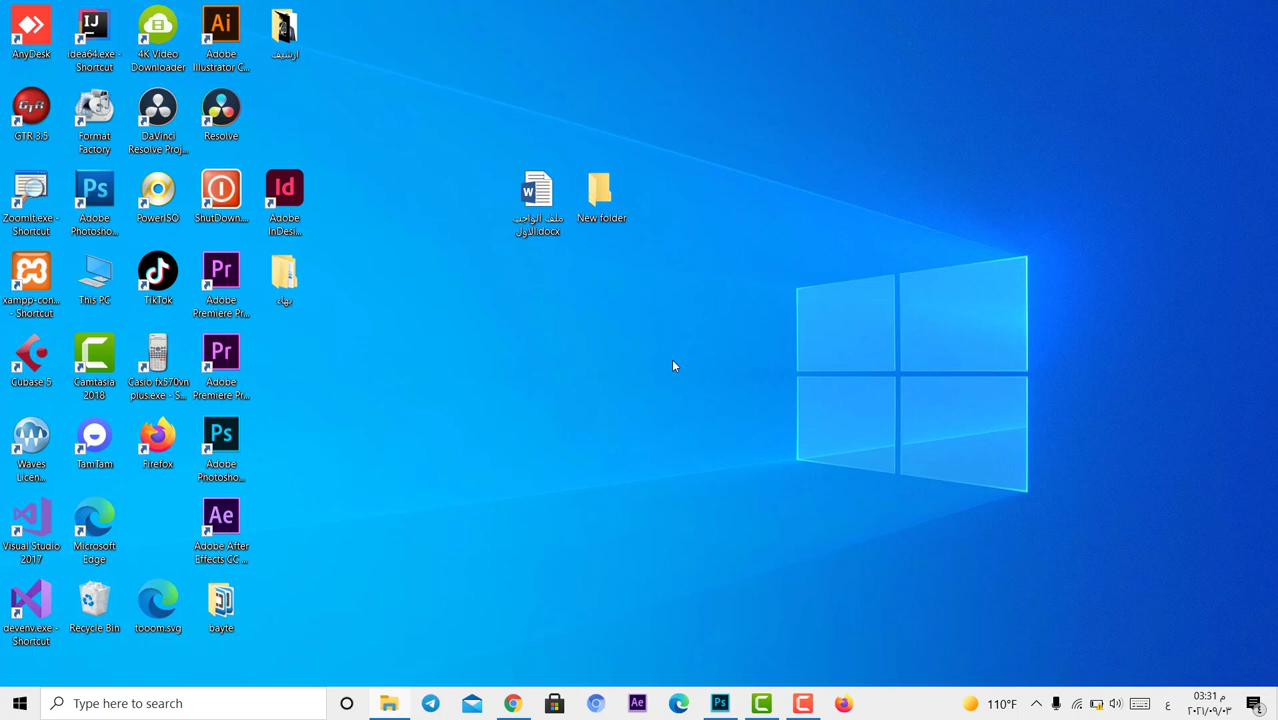 AnyDesk
idea64.exe -
Shortcut
4K Video
Downloader
Adobe
Illustrator C...
ارشيف
GTR 3.5
Format
Factory
DaVinci
Resolve Proj...
Resolve
ZoomIt.exe -
Shortcut
Adobe
Photosho...
PowerISO
ShutDown....
Adobe
InDesi...
ملف الواجب
الاول.docx
New folder
xampp-con...
- Shortcut
This PC
TikTok
Adobe
Premiere Pr...
بهاء
Cubase 5
Camtasia
2018
Casio fx570vn
plus.exe - S...
Adobe
Premiere Pr...
Waves
Licen...
TamTam
Firefox
Adobe
Photosho...
Visual Studio
2017
Microsoft
Edge
Adobe After
Effects CC ...
devenv.exe -
Shortcut
Recycle Bin
tooom.svg
bayte
Type here to search
110°F
ع
03:31 م
٢٠٢١/٠٩/٠٣